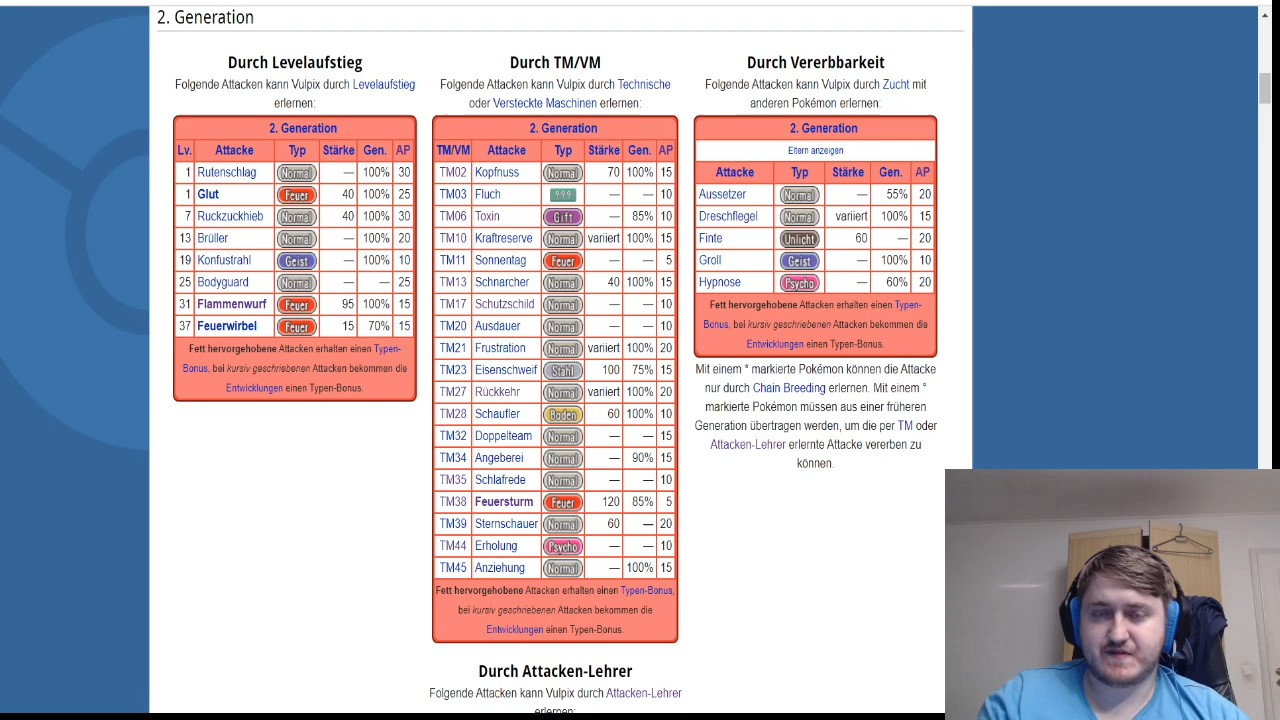 2. Generation
Durch Levelaufstieg
Folgende Attacken kann Vulpix durch Levelaufstieg
erlernen:
2. Generation
Lv. Attacke Typ Stärke Gen. AP
1 Rutenschlag Normal — 100% 30
1 Glut Feuer 40 100% 25
7 Ruckzuckhieb Normal 40 100% 30
13 Brüller Normal — 100% 20
19 Konfustrahl Geist — 100% 10
25 Bodyguard Normal — — 25
31 Flammenwurf Feuer 95 100% 15
37 Feuerwirbel Feuer 15 70% 15
Fett hervorgehobene Attacken erhalten einen Typen-
Bonus, bei kursiv geschriebenen Attacken bekommen die
Entwicklungen einen Typen-Bonus.
Durch TM/VM
Folgende Attacken kann Vulpix durch Technische
oder Versteckte Maschinen erlernen:
2. Generation
TM/VM Attacke Typ Stärke Gen. AP
TM02 Kopfnuss Normal 70 100% 15
TM03 Fluch ??? — — 10
TM06 Toxin Gift — 85% 10
TM10 Kraftreserve Normal variiert 100% 15
TM11 Sonnentag Feuer — — 5
TM13 Schnarcher Normal 40 100% 15
TM17 Schutzschild Normal — — 10
TM20 Ausdauer Normal — — 10
TM21 Frustration Normal variiert 100% 20
TM23 Eisenschweif Stahl 100 75% 15
TM27 Rückkehr Normal variiert 100% 20
TM28 Schaufler Boden 60 100% 10
TM32 Doppelteam Normal — — 15
TM34 Angeberei Normal — 90% 15
TM35 Schlafrede Normal — — 10
TM38 Feuersturm Feuer 120 85% 5
TM39 Sternschauer Normal 60 — 20
TM44 Erholung Psycho — — 10
TM45 Anziehung Normal — 100% 15
Fett hervorgehobene Attacken erhalten einen Typen-Bonus,
bei kursiv geschriebenen Attacken bekommen die
Entwicklungen einen Typen-Bonus.
Durch Vererbbarkeit
Folgende Attacken kann Vulpix durch Zucht mit
anderen Pokémon erlernen:
2. Generation
Eltern anzeigen
Attacke Typ Stärke Gen. AP
Aussetzer Normal — 55% 20
Dreschflegel Normal variiert 100% 15
Finte Unlicht 60 — 20
Groll Geist — 100% 10
Hypnose Psycho — 60% 20
Fett hervorgehobene Attacken erhalten einen Typen-
Bonus, bei kursiv geschriebenen Attacken bekommen die
Entwicklungen einen Typen-Bonus.
Mit einem * markierte Pokémon können die Attacke
nur durch Chain Breeding erlernen. Mit einem °
markierte Pokémon müssen aus einer früheren
Generation übertragen werden, um die per TM oder
Attacken-Lehrer erlernte Attacke vererben zu
können.
Durch Attacken-Lehrer
Folgende Attacken kann Vulpix durch Attacken-Lehrer
erlernen: